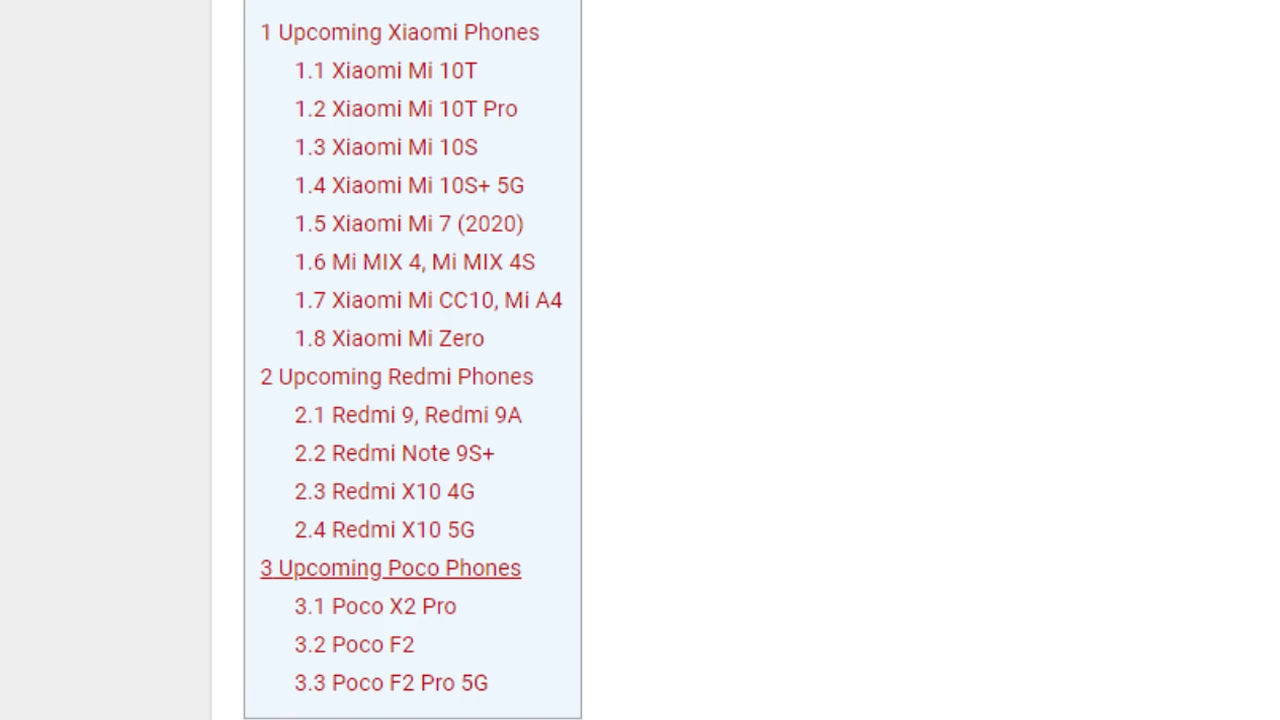 1 Upcoming Xiaomi Phones
1.1 Xiaomi Mi 10T
1.2 Xiaomi Mi 10T Pro
1.3 Xiaomi Mi 10S
1.4 Xiaomi Mi 10S+ 5G
1.5 Xiaomi Mi 7 (2020)
1.6 Mi MIX 4, Mi MIX 4S
1.7 Xiaomi Mi CC10, Mi A4
1.8 Xiaomi Mi Zero
2 Upcoming Redmi Phones
2.1 Redmi 9, Redmi 9A
2.2 Redmi Note 9S+
2.3 Redmi X10 4G
2.4 Redmi X10 5G
3 Upcoming Poco Phones
3.1 Poco X2 Pro
3.2 Poco F2
3.3 Poco F2 Pro 5G